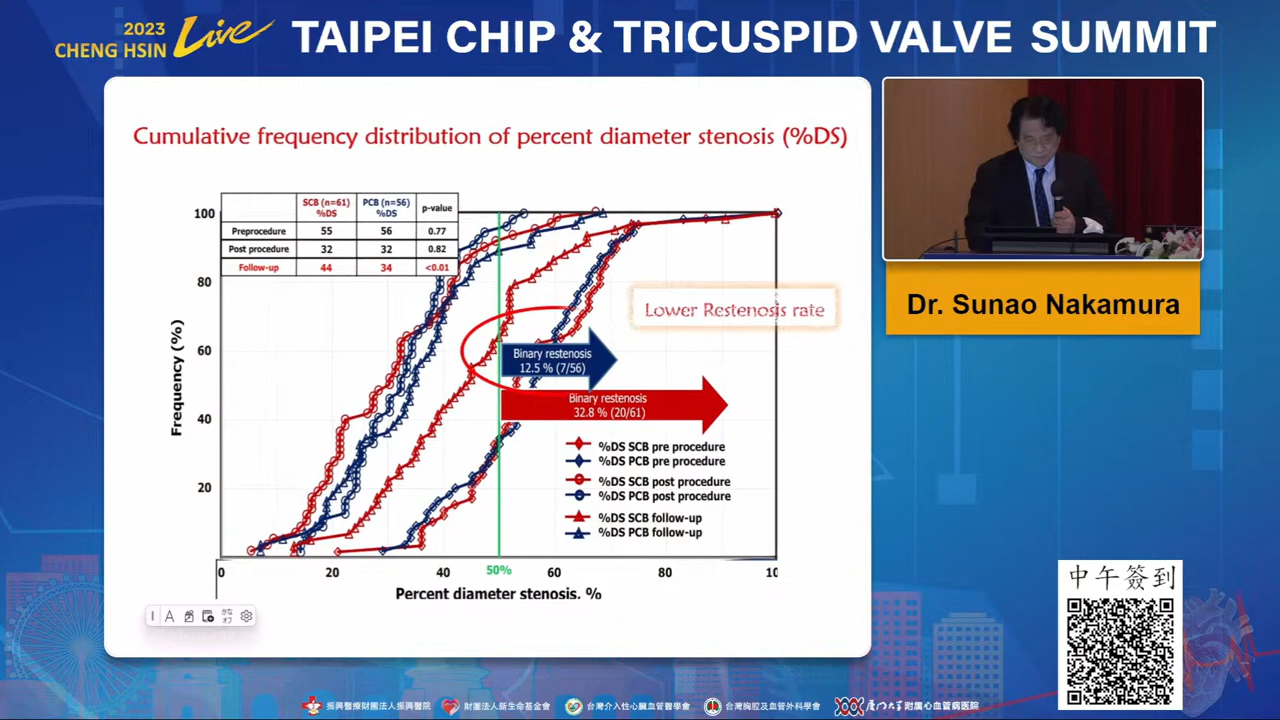 2023
CHENG HSIN Live
TAIPEI CHIP & TRICUSPID VALVE SUMMIT
Cumulative frequency distribution of percent diameter stenosis (%DS)
SCB (n=61) %DS PCB (n=56) %DS p-value
Preprocedure 55 56 0.77
Post procedure 32 32 0.82
Follow-up 44 34 <0.01
Frequency (%)
100
80
60
40
20
Lower Restenosis rate
Binary restenosis
12.5 % (7/56)
Binary restenosis
32.8 % (20/61)
%DS SCB pre procedure
%DS PCB pre procedure
%DS SCB post procedure
%DS PCB post procedure
%DS SCB follow-up
%DS PCB follow-up
0 20 40 50% 60 80 10
Percent diameter stenosis. %
A
Dr. Sunao Nakamura
中午簽到
振興醫療財團法人振興醫院 財團法人新生命基金會 台灣介入性心臟血管醫學會 台灣胸腔及血管外科學會 廈門大學附屬心血管病医院